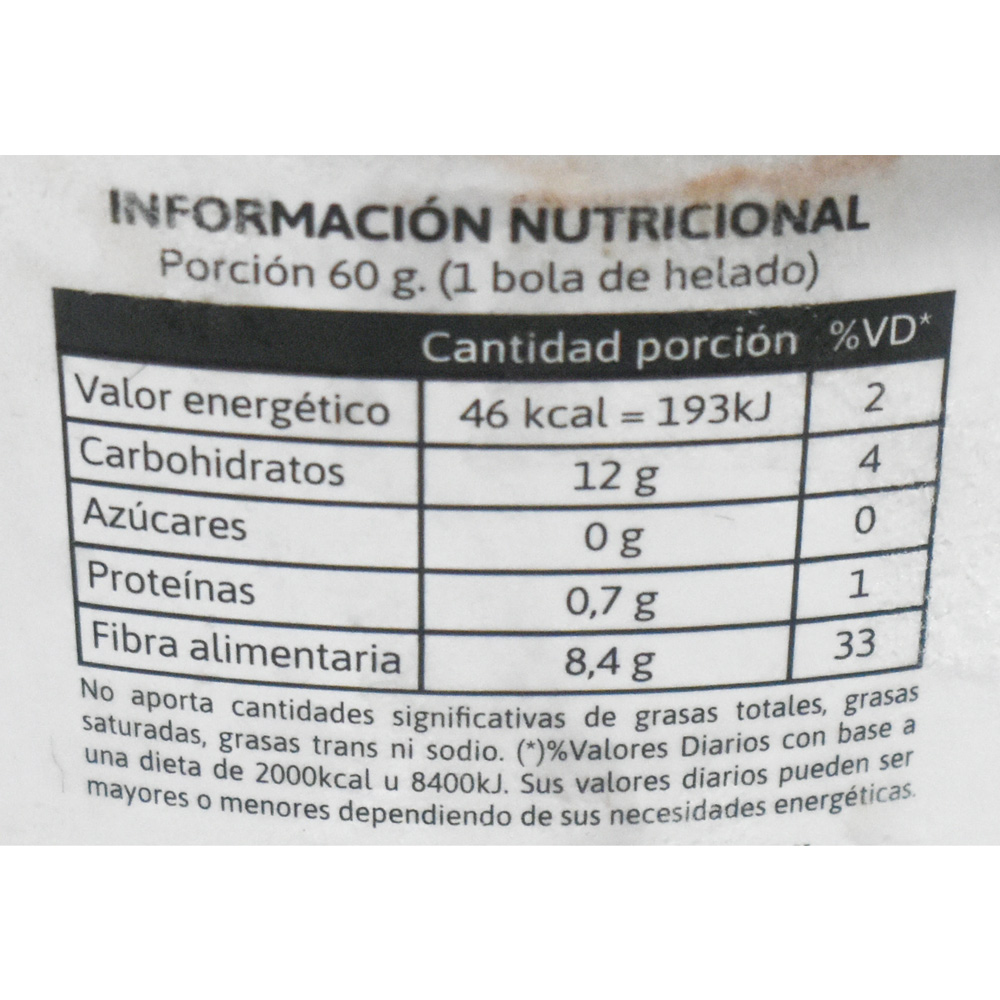 INFORMACIÓN NUTRICIONAL
Porción 60 g. (1 bola de helado)
Cantidad porción %VD*
Valor energético 46 kcal = 193kJ 2
Carbohidratos 12 g 4
Azúcares 0 g 0
Proteínas 0,7 g 1
Fibra alimentaria 8,4 g 33
No aporta cantidades significativas de grasas totales, grasas
saturadas, grasas trans ni sodio. (*)%Valores Diarios con base a
una dieta de 2000kcal u 8400kJ. Sus valores diarios pueden ser
mayores o menores dependiendo de sus necesidades energéticas.